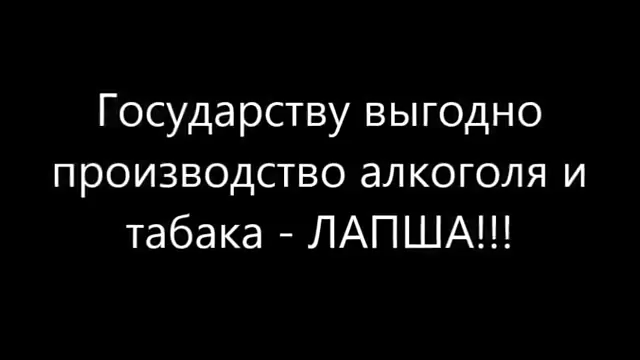 Государству выгодно
производство алкоголя и
табака - ЛАПША!!!